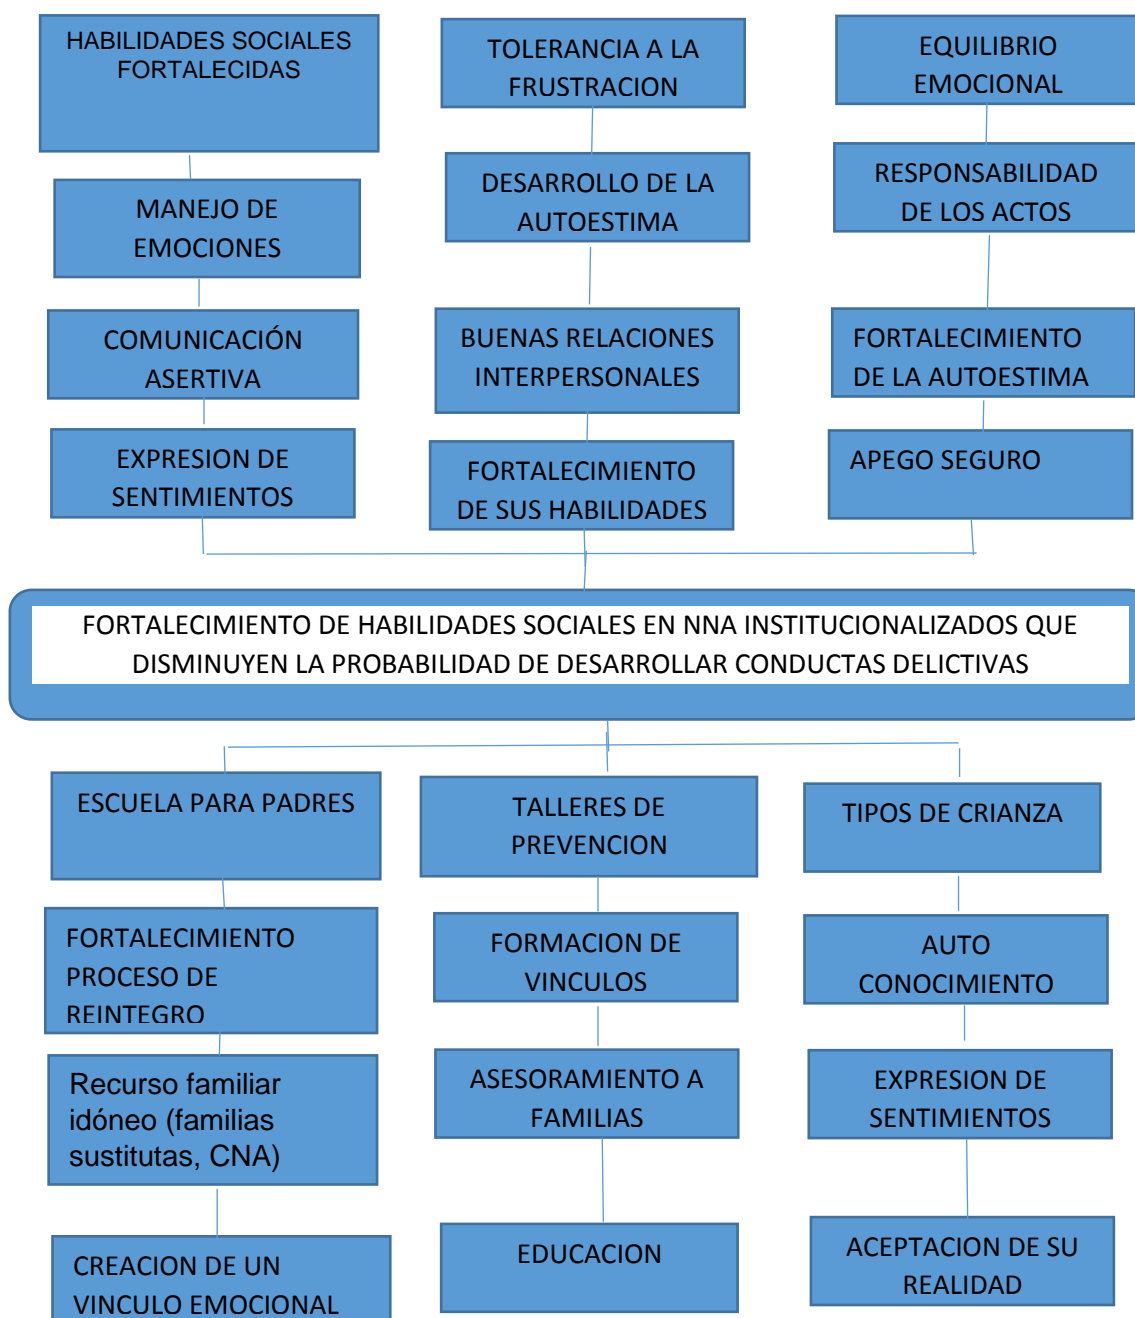 HABILIDADES SOCIALES
FORTALECIDAS
TOLERANCIA A LA
FRUSTRACION
EQUILIBRIO
EMOCIONAL
MANEJO DE
EMOCIONES
DESARROLLO DE LA
AUTOESTIMA
RESPONSABILIDAD
DE LOS ACTOS
COMUNICACIÓN
ASERTIVA
BUENAS RELACIONES
INTERPERSONALES
FORTALECIMIENTO
DE LA AUTOESTIMA
EXPRESION DE
SENTIMIENTOS
FORTALECIMIENTO
DE SUS HABILIDADES
APEGO SEGURO
FORTALECIMIENTO DE HABILIDADES SOCIALES EN NNA INSTITUCIONALIZADOS QUE
DISMINUYEN LA PROBABILIDAD DE DESARROLLAR CONDUCTAS DELICTIVAS
ESCUELA PARA PADRES
TALLERES DE
PREVENCION
TIPOS DE CRIANZA
FORTALECIMIENTO
PROCESO DE
REINTEGRO
FORMACION DE
VINCULOS
AUTO
CONOCIMIENTO
Recurso familiar
idóneo (familias
sustitutas, CNA)
ASESORAMIENTO A
FAMILIAS
EXPRESION DE
SENTIMIENTOS
CREACION DE UN
VINCULO EMOCIONAL
EDUCACION
ACEPTACION DE SU
REALIDAD